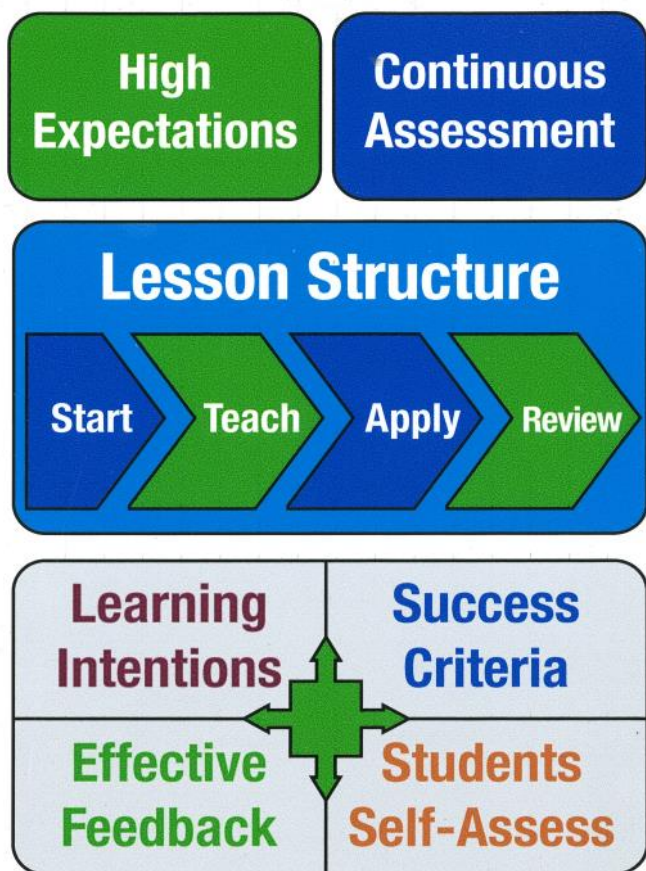 High
Expectations
Continuous
Assessment
Lesson Structure
Start
Teach
Apply
Review
Learning
Intentions
Success
Criteria
Effective
Feedback
Students
Self-Assess